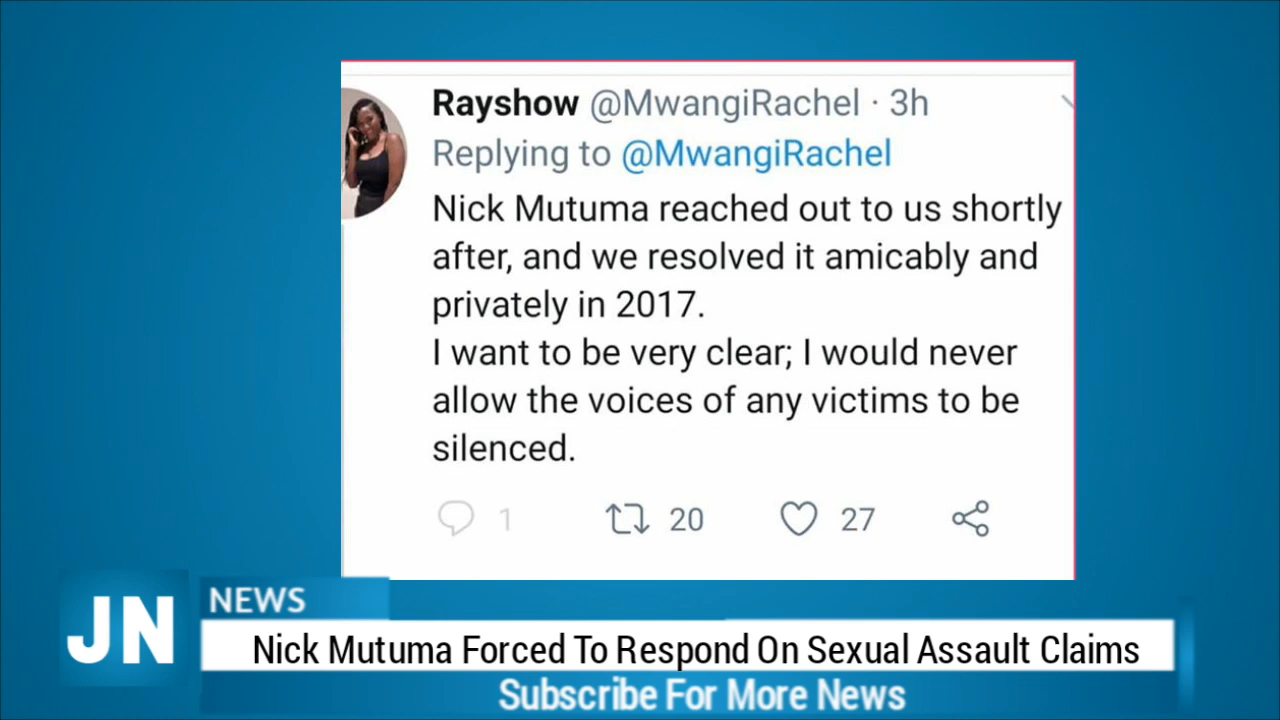 Rayshow @MwangiRachel · 3h
Replying to @MwangiRachel
Nick Mutuma reached out to us shortly
after, and we resolved it amicably and
privately in 2017.
I want to be very clear; I would never
allow the voices of any victims to be
silenced.
1 20 27
JN NEWS
Nick Mutuma Forced To Respond On Sexual Assault Claims
Subscribe For More News